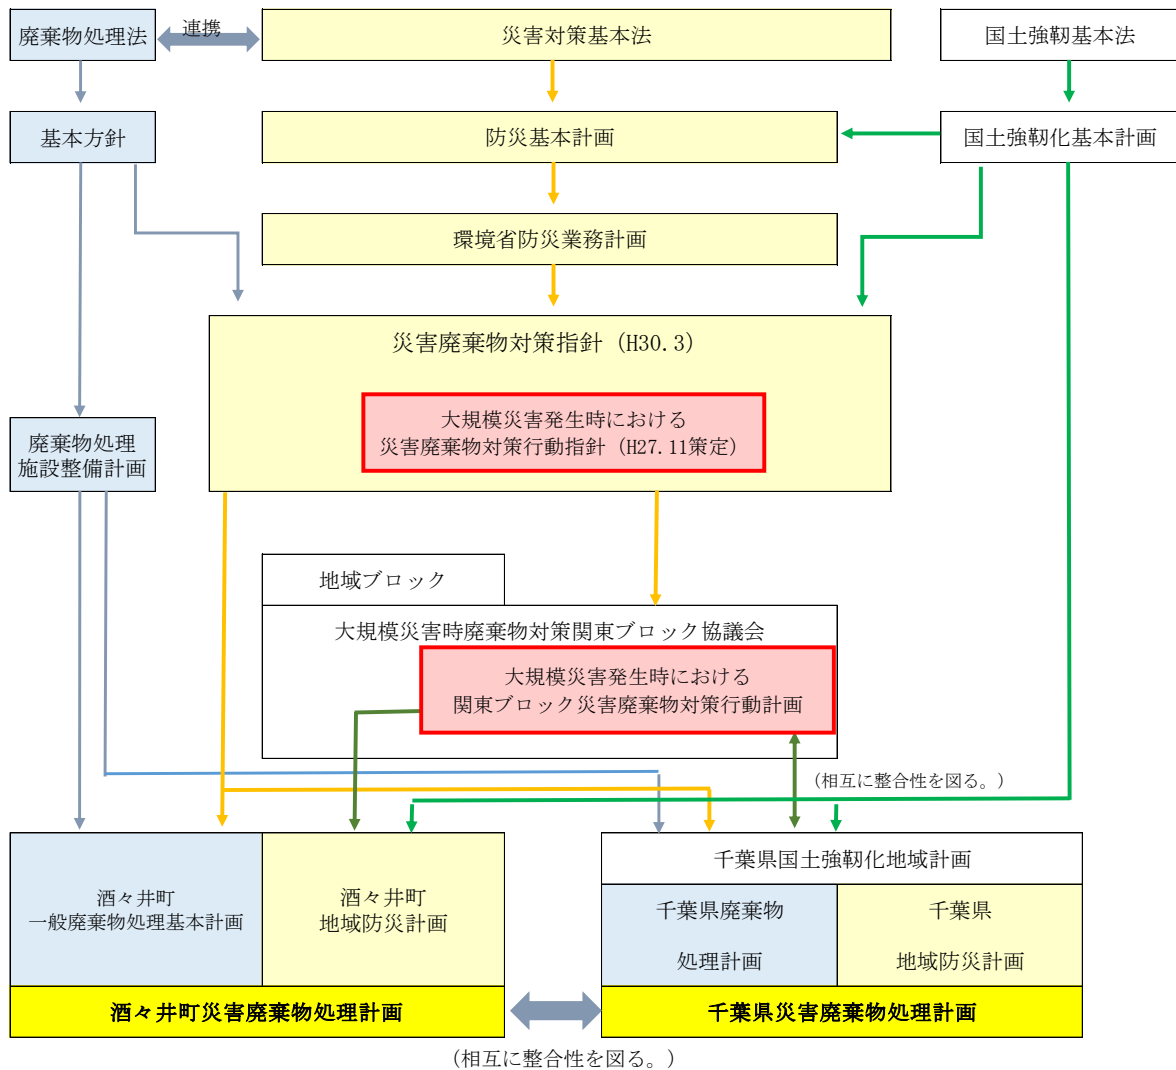 廃棄物処理法
連携
災害対策基本法
国土強靭基本法
基本方針
防災基本計画
国土強靭化基本計画
環境省防災業務計画
災害廃棄物対策指針（H30.3）
大規模災害発生時における
災害廃棄物対策行動指針（H27.11策定）
廃棄物処理
施設整備計画
地域ブロック
大規模災害時廃棄物対策関東ブロック協議会
大規模災害発生時における
関東ブロック災害廃棄物対策行動計画
（相互に整合性を図る。）
酒々井町
一般廃棄物処理基本計画
酒々井町
地域防災計画
千葉県国土強靱化地域計画
千葉県廃棄物
処理計画
千葉県
地域防災計画
酒々井町災害廃棄物処理計画
千葉県災害廃棄物処理計画
（相互に整合性を図る。）